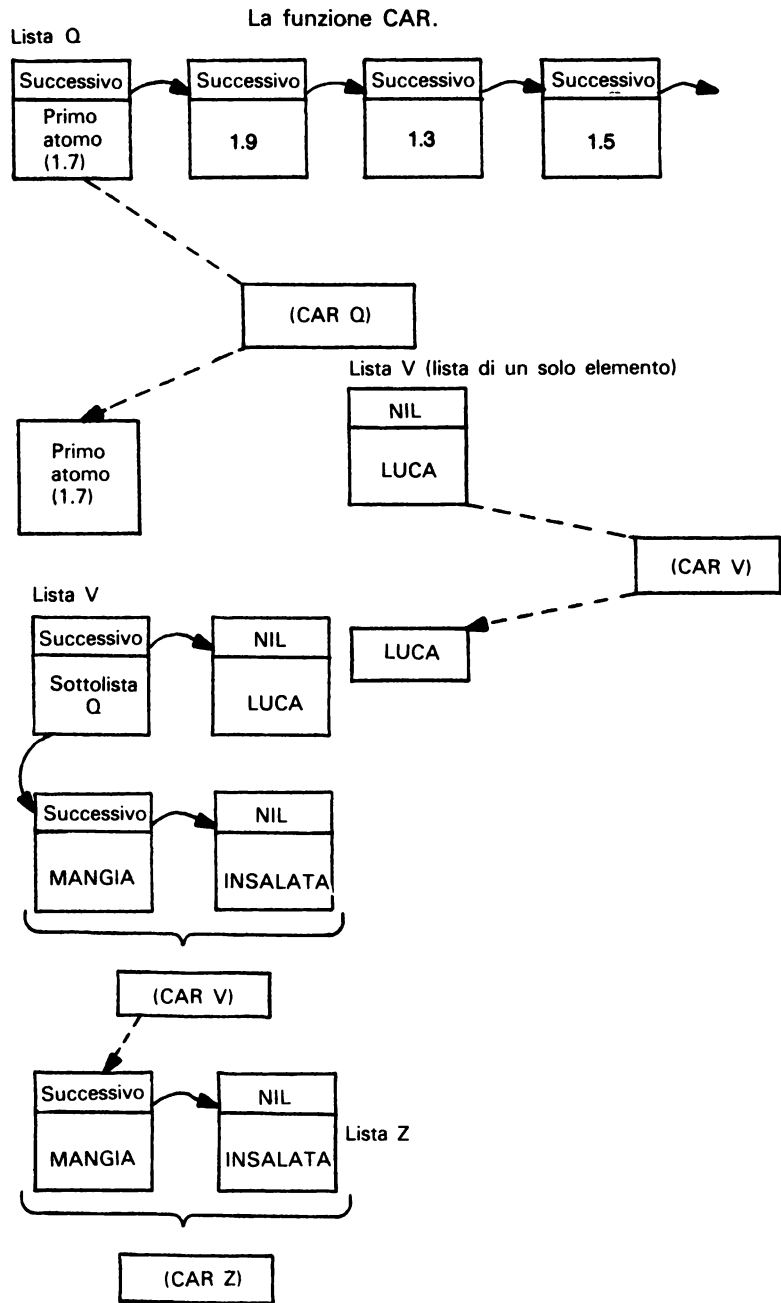 La funzione CAR.
Lista Q
Successivo
Successivo
Successivo
Successivo
Primo
atomo
(1.7)
1.9
1.3
1.5
(CAR Q)
Primo
atomo
(1.7)
Lista V (lista di un solo elemento)
NIL
LUCA
(CAR V)
LUCA
Lista V
Successivo
NIL
Sottolista
Q
LUCA
Successivo
NIL
MANGIA
INSALATA
(CAR V)
Successivo
NIL
MANGIA
INSALATA
Lista Z
(CAR Z)